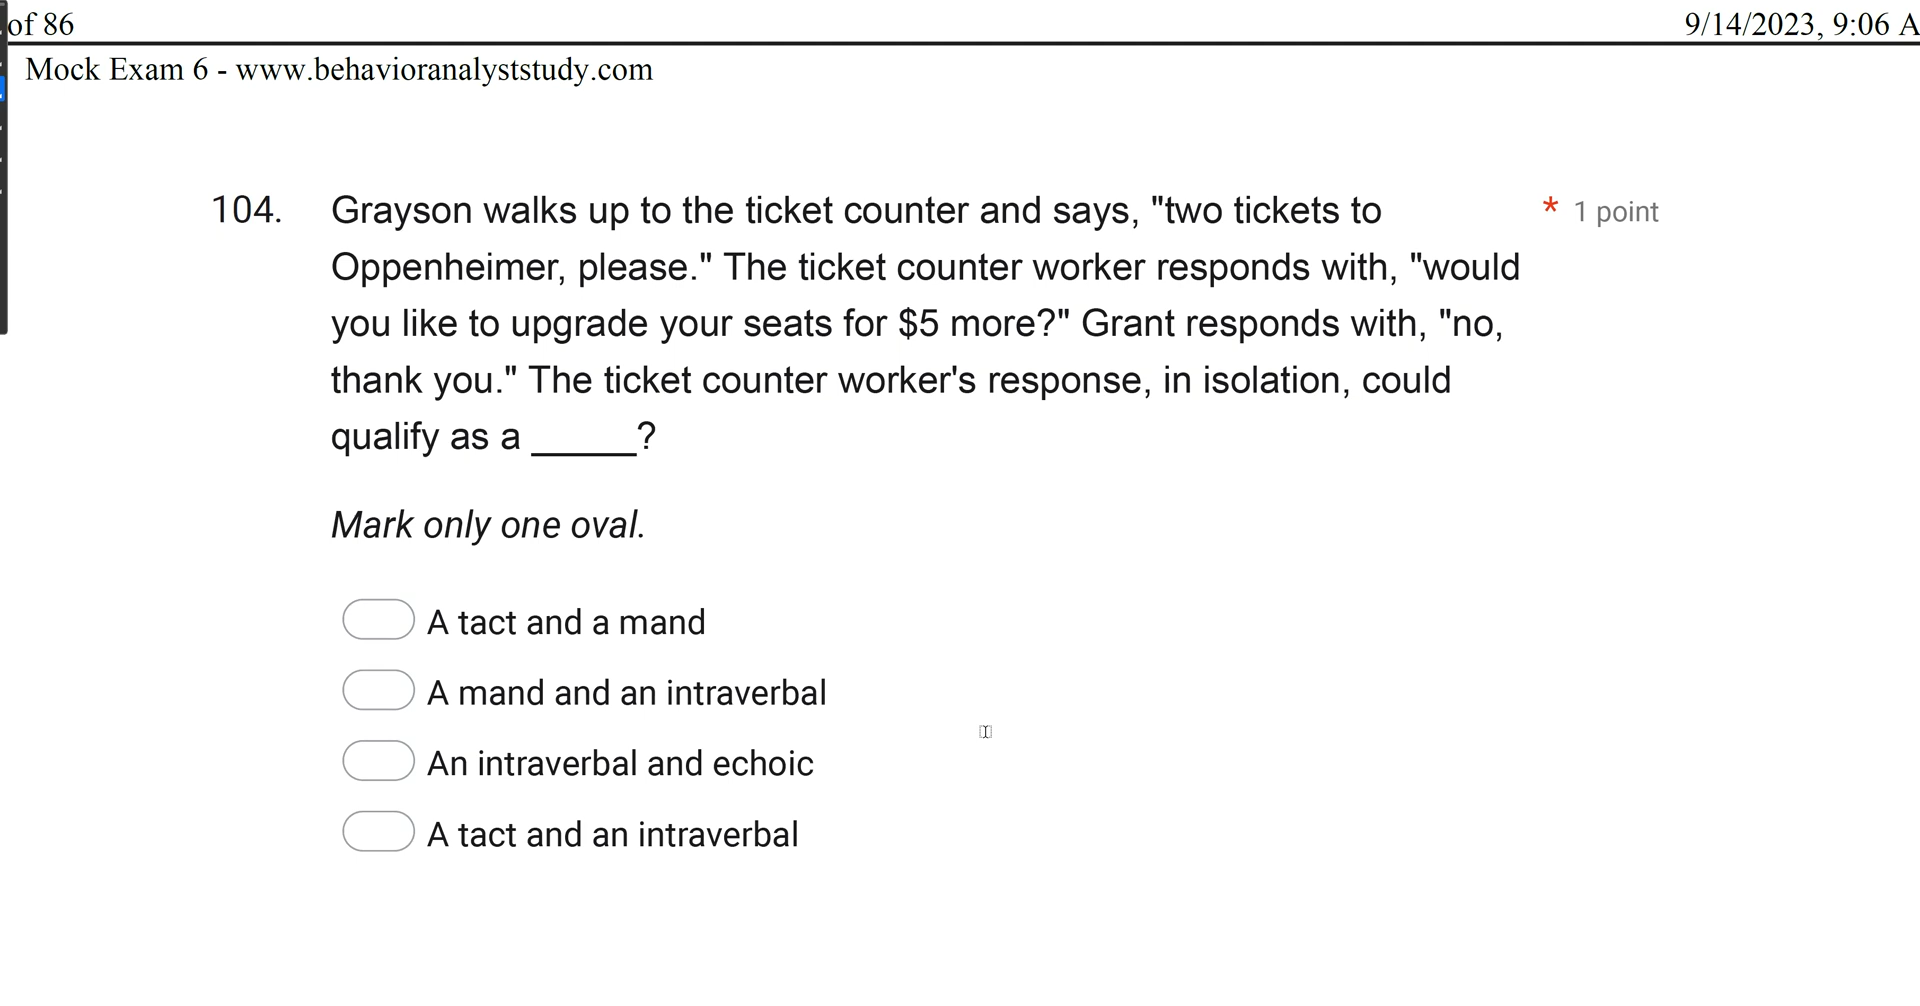 of 86
9/14/2023, 9:06 A
Mock Exam 6 - www.behavioranalyststudy.com
104. Grayson walks up to the ticket counter and says, "two tickets to * 1 point
Oppenheimer, please." The ticket counter worker responds with, "would
you like to upgrade your seats for $5 more?" Grant responds with, "no,
thank you." The ticket counter worker's response, in isolation, could
qualify as a _____?
Mark only one oval.
A tact and a mand
A mand and an intraverbal
An intraverbal and echoic
A tact and an intraverbal